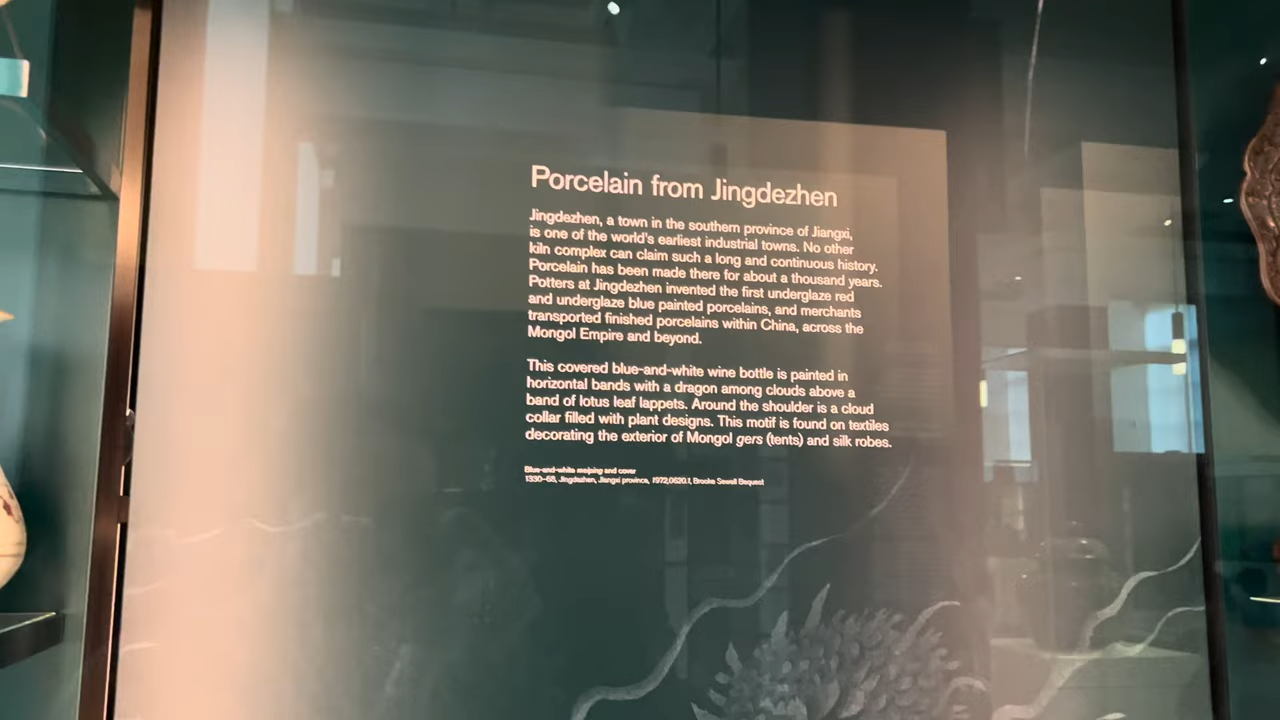 Porcelain from Jingdezhen
Jingdezhen, a town in the southern province of Jiangxi,
is one of the world's earliest industrial towns. No other
kiln complex can claim such a long and continuous history.
Porcelain has been made there for about a thousand years.
Potters at Jingdezhen invented the first underglaze red
and underglaze blue painted porcelains, and merchants
transported finished porcelains within China, across the
Mongol Empire and beyond.
This covered blue-and-white wine bottle is painted in
horizontal bands with a dragon among clouds above a
band of lotus leaf lappets. Around the shoulder is a cloud
collar filled with plant designs. This motif is found on textiles
decorating the exterior of Mongol gers (tents) and silk robes.
Blue-and-white meiping and cover
1330–68, Jingdezhen, Jiangxi province, 1972,0620.1, Brooke Sewell Bequest